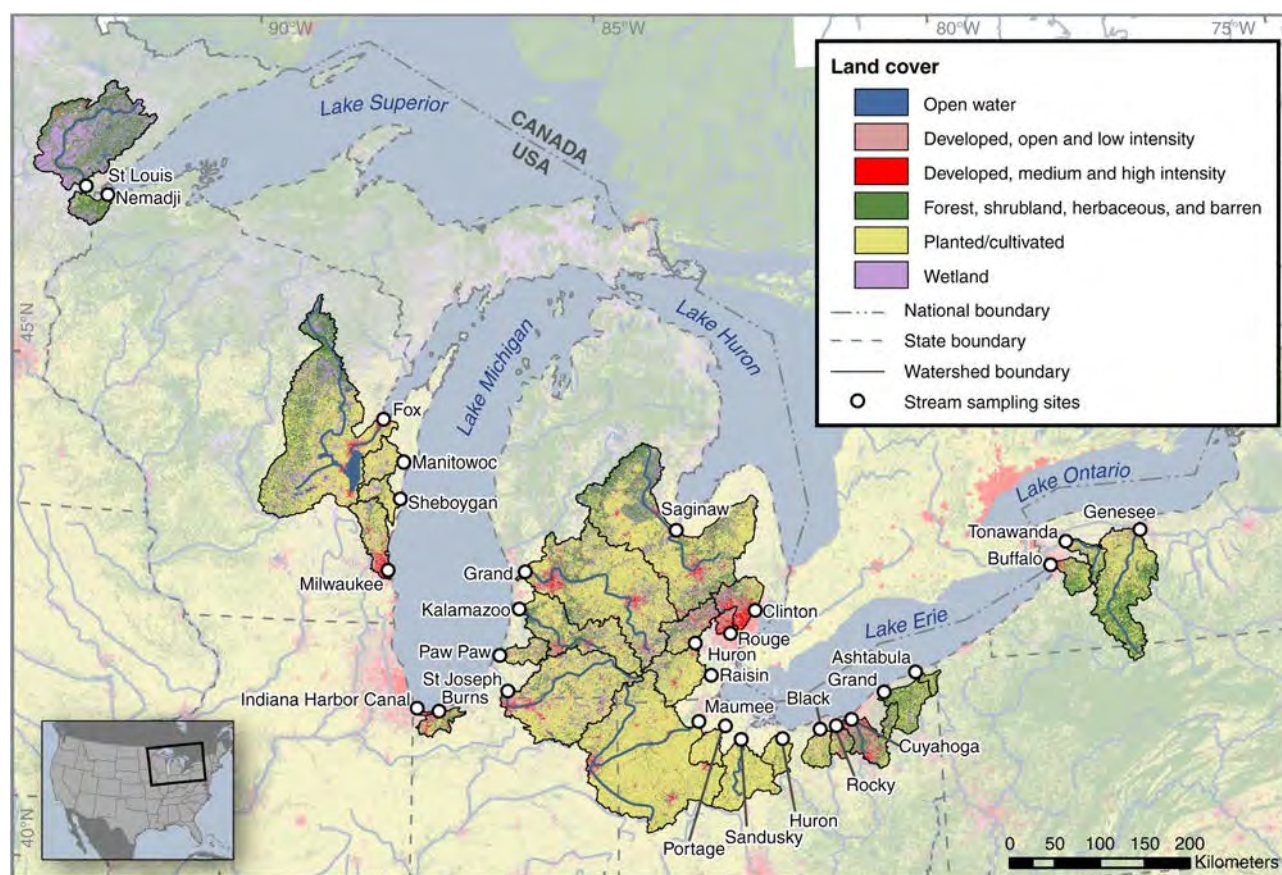 90°W
85°W
80°W
75°W
45°N
40°N
Land cover
Open water
Developed, open and low intensity
Developed, medium and high intensity
Forest, shrubland, herbaceous, and barren
Planted/cultivated
Wetland
National boundary
State boundary
Watershed boundary
Stream sampling sites
Lake Superior
CANADA
USA
St Louis
Nemadji
Lake Michigan
Lake Huron
Fox
Manitowoc
Sheboygan
Milwaukee
Saginaw
Grand
Kalamazoo
Paw Paw
St Joseph
Indiana Harbor Canal
Burns
Clinton
Rouge
Huron
Raisin
Maumee
Portage
Sandusky
Huron
Black
Rocky
Cuyahoga
Grand
Ashtabula
Lake Erie
Lake Ontario
Tonawanda
Buffalo
Genesee
0 50 100 150 200
Kilometers